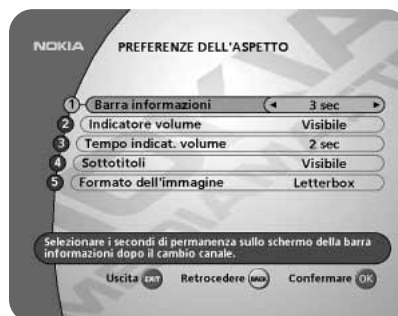 NOKIA
PREFERENZE DELL'ASPETTO
1 Barra informazioni 3 sec
2 Indicatore volume Visibile
3 Tempo indicat. volume 2 sec
4 Sottotitoli Visibile
5 Formato dell'immagine Letterbox
Selezionare i secondi di permanenza sullo schermo della barra
informazioni dopo il cambio canale.
Uscita EXIT Retrocedere BACK Confermare OK